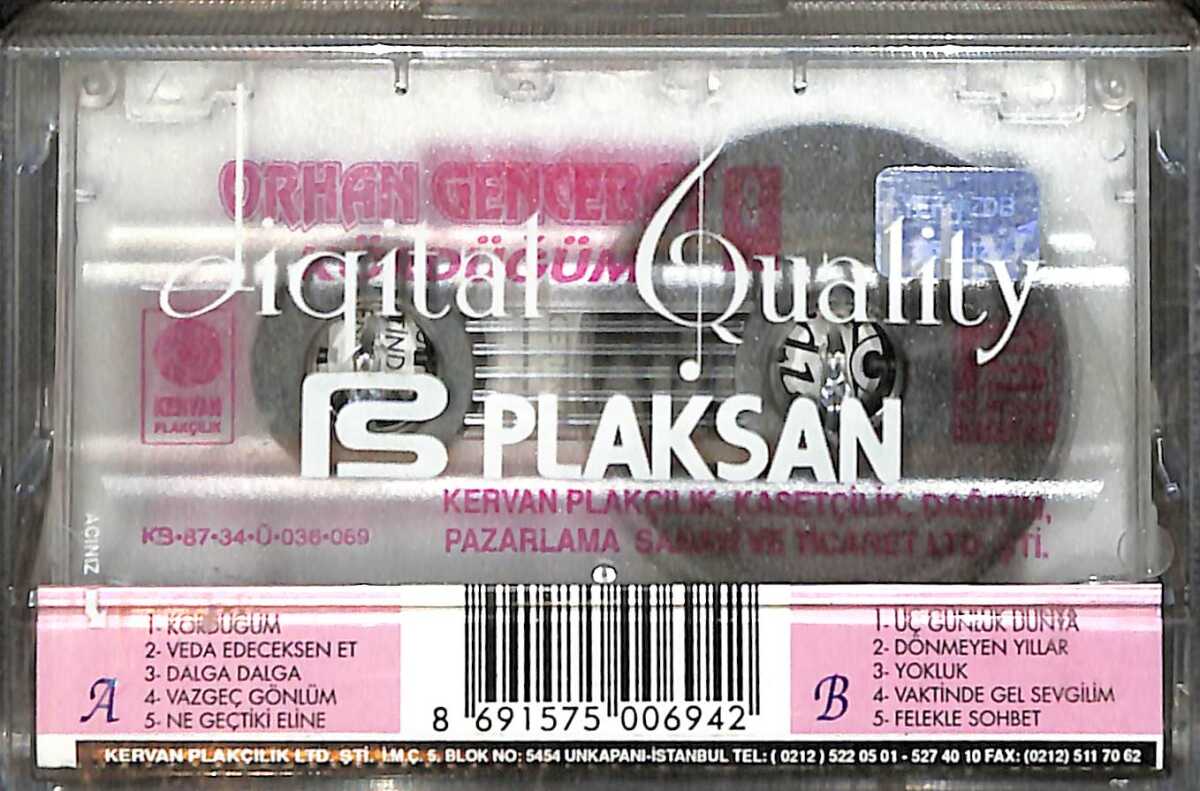 ORHAN GENCEBAY
KÖRDÜĞÜM
Digital Quality
PLAKSAN
KERVAN
PLAKÇILIK
KERVAN PLAKÇILIK, KASETÇİLİK, DAĞITIM,
PAZARLAMA SANAYİ VE TİCARET LTD. ŞTİ.
KB•87•34•Ü•036•069
AÇINIZ
A
1- KÖRDÜĞÜM
2- VEDA EDECEKSEN ET
3- DALGA DALGA
4- VAZGEÇ GÖNLÜM
5- NE GEÇTİKİ ELİNE
8 691575 006942
B
1- ÜÇ GÜNLÜK DÜNYA
2- DÖNMEYEN YILLAR
3- YOKLUK
4- VAKTİNDE GEL SEVGİLİM
5- FELEKLE SOHBET
KERVAN PLAKÇILIK LTD. ŞTİ. İ.M.Ç. 5. BLOK NO: 5454 UNKAPANI-İSTANBUL TEL: ( 0212 ) 522 05 01 - 527 40 10 FAX: (0212) 511 70 62